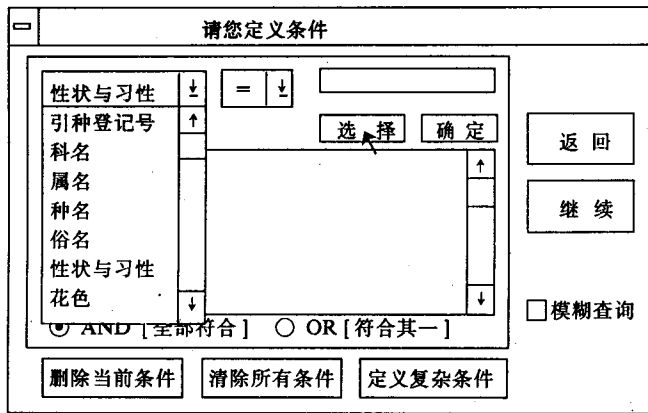 请您定义条件
性状与习性
=
引种登记号
科名
属名
种名
俗名
性状与习性
花色
选 择
确 定
返 回
继 续
AND [全部符合]
OR [符合其一]
模糊查询
删除当前条件
清除所有条件
定义复杂条件